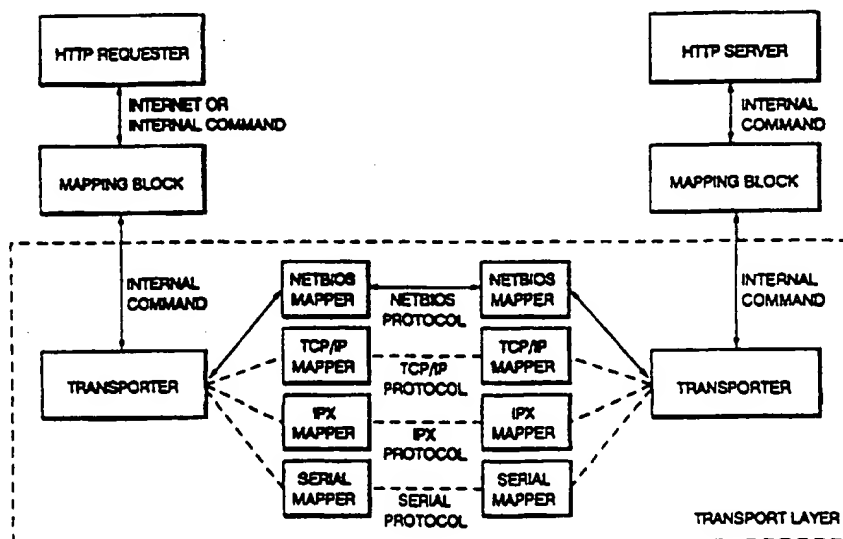 HTTP REQUESTER
HTTP SERVER
INTERNET OR
INTERNAL COMMAND
INTERNAL
COMMAND
MAPPING BLOCK
MAPPING BLOCK
INTERNAL
COMMAND
NETBIOS
MAPPER
NETBIOS
PROTOCOL
NETBIOS
MAPPER
INTERNAL
COMMAND
TRANSPORTER
TCP/IP
MAPPER
TCP/IP
PROTOCOL
TCP/IP
MAPPER
TRANSPORTER
IPX
MAPPER
IPX
PROTOCOL
IPX
MAPPER
SERIAL
MAPPER
SERIAL
PROTOCOL
SERIAL
MAPPER
TRANSPORT LAYER